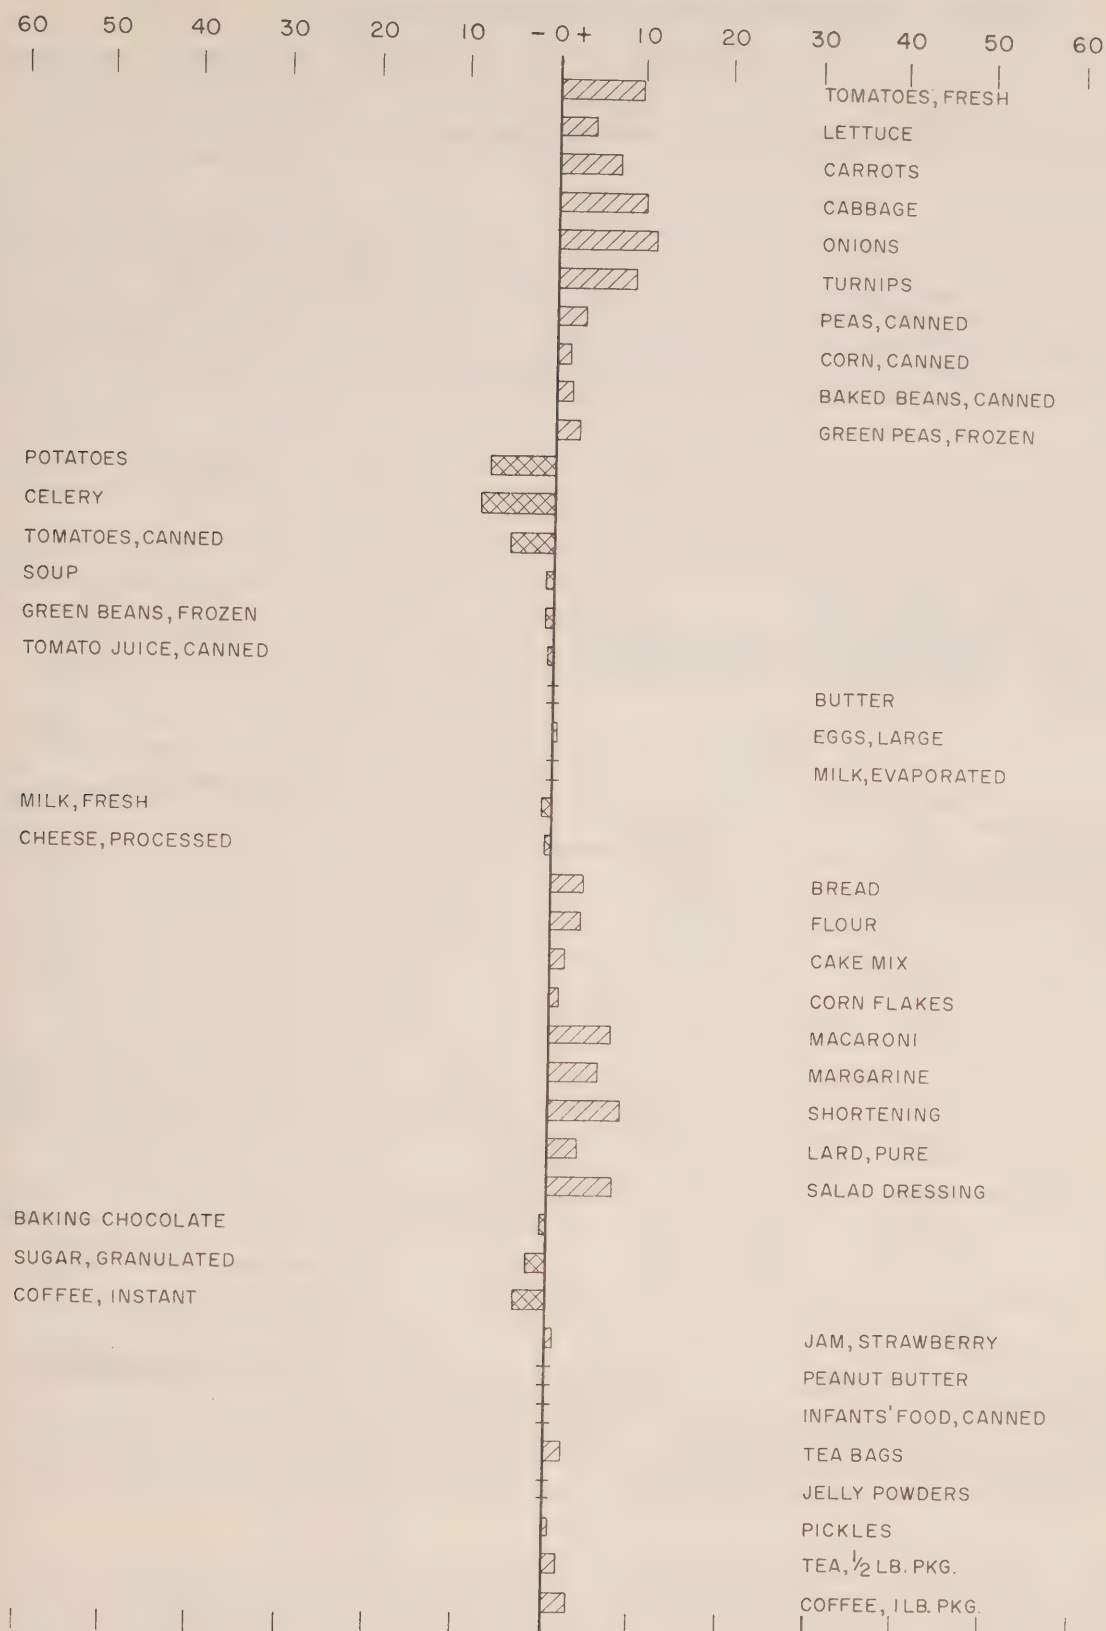 60 50 40 30 20 10 - 0 + 10 20 30 40 50 60
TOMATOES, FRESH
LETTUCE
CARROTS
CABBAGE
ONIONS
TURNIPS
PEAS, CANNED
CORN, CANNED
BAKED BEANS, CANNED
GREEN PEAS, FROZEN
POTATOES
CELERY
TOMATOES, CANNED
SOUP
GREEN BEANS, FROZEN
TOMATO JUICE, CANNED
BUTTER
EGGS, LARGE
MILK, EVAPORATED
MILK, FRESH
CHEESE, PROCESSED
BREAD
FLOUR
CAKE MIX
CORN FLAKES
MACARONI
MARGARINE
SHORTENING
LARD, PURE
SALAD DRESSING
BAKING CHOCOLATE
SUGAR, GRANULATED
COFFEE, INSTANT
JAM, STRAWBERRY
PEANUT BUTTER
INFANTS' FOOD, CANNED
TEA BAGS
JELLY POWDERS
PICKLES
TEA, 1/2 LB. PKG.
COFFEE, 1 LB. PKG.